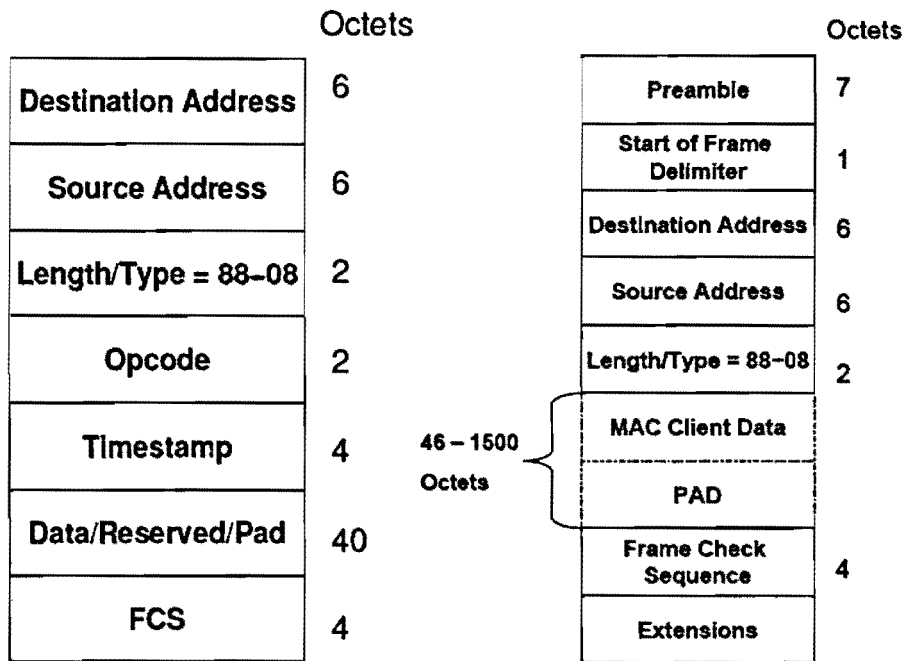 Octets
Destination Address
6
Source Address
6
Length/Type = 88–08
2
Opcode
2
Timestamp
4
Data/Reserved/Pad
40
FCS
4
Octets
Preamble
7
Start of Frame
Delimiter
1
Destination Address
6
Source Address
6
Length/Type = 88–08
2
46 – 1500
Octets
MAC Client Data
PAD
Frame Check
Sequence
4
Extensions